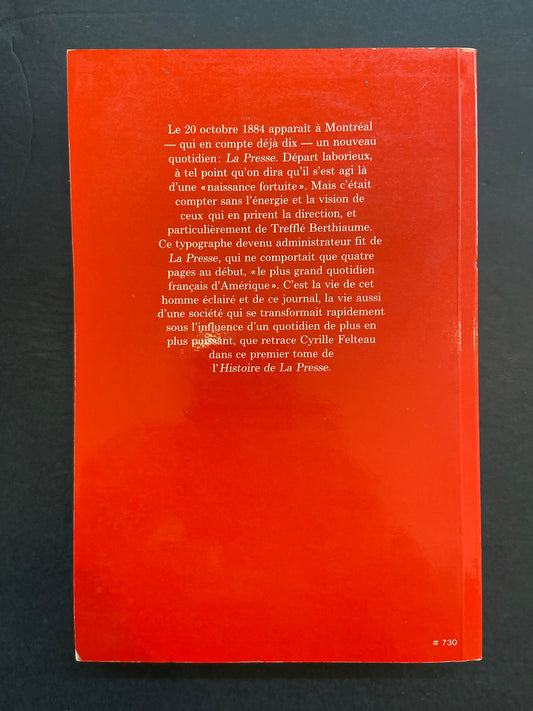 Le 20 octobre 1884 apparaît à Montréal
— qui en compte déjà dix — un nouveau
quotidien : La Presse. Départ laborieux,
à tel point qu'on dira qu'il s'est agi là
d'une «naissance fortuite». Mais c'était
compter sans l'énergie et la vision de
ceux qui en prirent la direction, et
particulièrement de Trefflé Berthiaume.
Ce typographe devenu administrateur fit de
La Presse, qui ne comportait que quatre
pages au début, «le plus grand quotidien
français d'Amérique». C'est la vie de cet
homme éclairé et de ce journal, la vie aussi
d'une société qui se transformait rapidement
sous l'influence d'un quotidien de plus en
plus puissant, que retrace Cyrille Felteau
dans ce premier tome de
l'Histoire de La Presse.
# 730